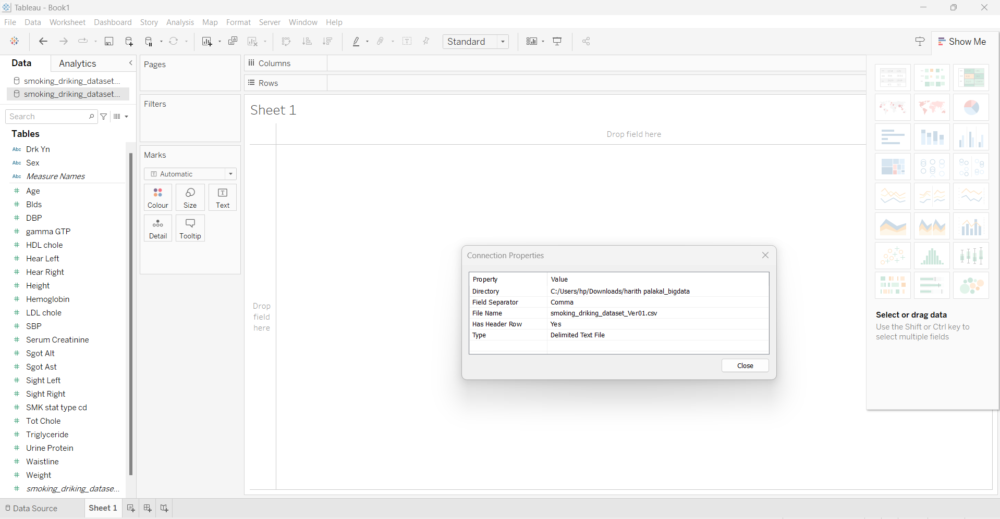 Tableau - Book1
File Data Worksheet Dashboard Story Analysis Map Format Server Window Help
Standard
Show Me
Data Analytics
smoking_driking_dataset...
smoking_driking_dataset...
Search
Tables
Abc Drk Yn
Abc Sex
Abc Measure Names
Age
Blds
DBP
gamma GTP
HDL chole
Hear Left
Hear Right
Height
Hemoglobin
LDL chole
SBP
Serum Creatinine
Sgot Alt
Sgot Ast
Sight Left
Sight Right
SMK stat type cd
Tot Chole
Triglyceride
Urine Protein
Waistline
Weight
smoking_driking_datase...
Pages
Filters
Marks
Automatic
Colour Size Text
Detail Tooltip
Columns
Rows
Sheet 1
Drop field here
Drop
field
here
Connection Properties
Property Value
Directory C:/Users/hp/Downloads/harith palakal_bigdata
Field Separator Comma
File Name smoking_driking_dataset_Ver01.csv
Has Header Row Yes
Type Delimited Text File
Close
Select or drag data
Use the Shift or Ctrl key to
select multiple fields
Data Source Sheet 1